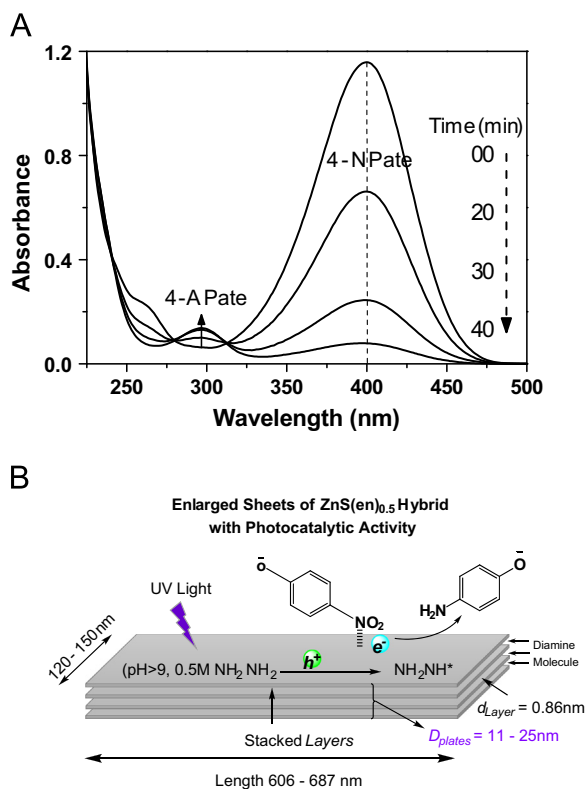 A
1.2
0.8
0.4
0.0
Absorbance
250 300 350 400 450 500
Wavelength (nm)
4-A Pate
4-N Pate
Time (min)
00
20
30
40
B
Enlarged Sheets of ZnS(en)0.5 Hybrid
with Photocatalytic Activity
UV Light
120-150nm
-O
NO2
e-
H2N
O-
(pH>9, 0.5M NH2 NH2
h+
NH2NH*
Diamine
Molecule
dLayer = 0.86nm
Dplates = 11 - 25nm
Stacked Layers
Length 606 - 687 nm